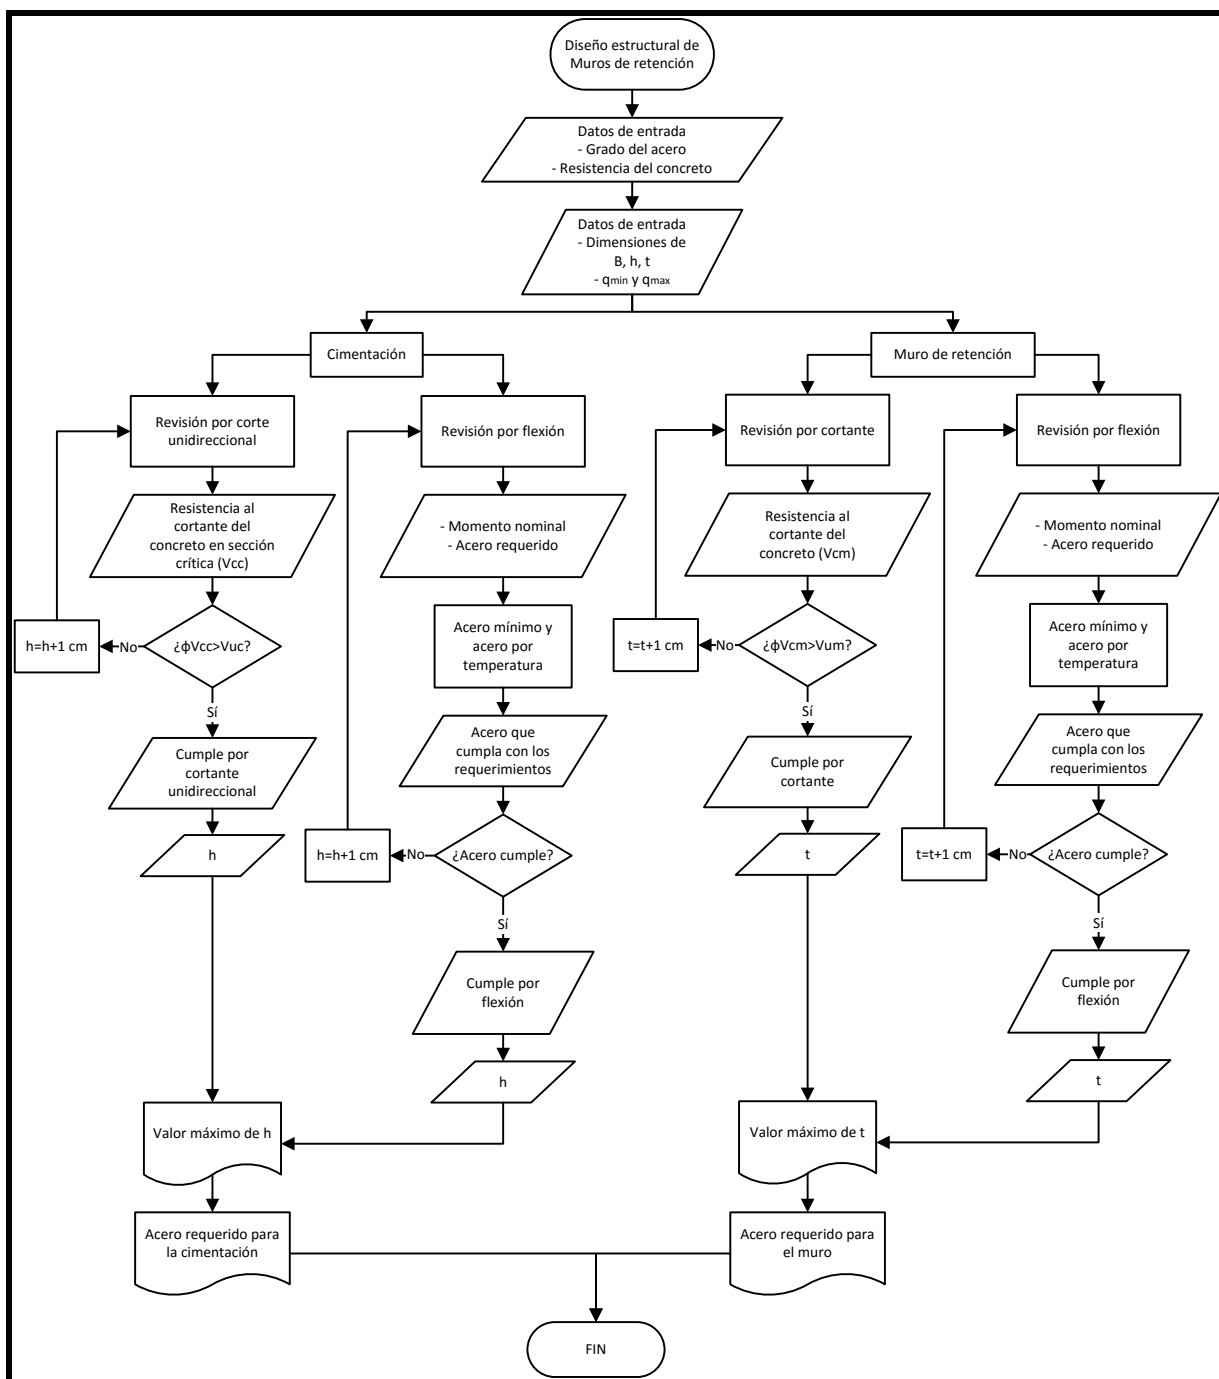 Diseño estructural de
Muros de retención
Datos de entrada
- Grado del acero
- Resistencia del concreto
Datos de entrada
- Dimensiones de
B, h, t
- qmin y qmax
Cimentación
Muro de retención
Revisión por corte
unidireccional
Revisión por flexión
Revisión por cortante
Revisión por flexión
Resistencia al
cortante del
concreto en sección
crítica (Vcc)
- Momento nominal
- Acero requerido
Resistencia al
cortante del
concreto (Vcm)
- Momento nominal
- Acero requerido
h=h+1 cm
No
¿ϕVcc>Vuc?
Acero mínimo y
acero por
temperatura
t=t+1 cm
No
¿ϕVcm>Vum?
Acero mínimo y
acero por
temperatura
Sí
Sí
Cumple por
cortante
unidireccional
Acero que
cumpla con los
requerimientos
Cumple por
cortante
Acero que
cumpla con los
requerimientos
h
h=h+1 cm
No
¿Acero cumple?
t
t=t+1 cm
No
¿Acero cumple?
Sí
Sí
Cumple por
flexión
Cumple por
flexión
h
t
Valor máximo de h
Valor máximo de t
Acero requerido para
la cimentación
Acero requerido para
el muro
FIN